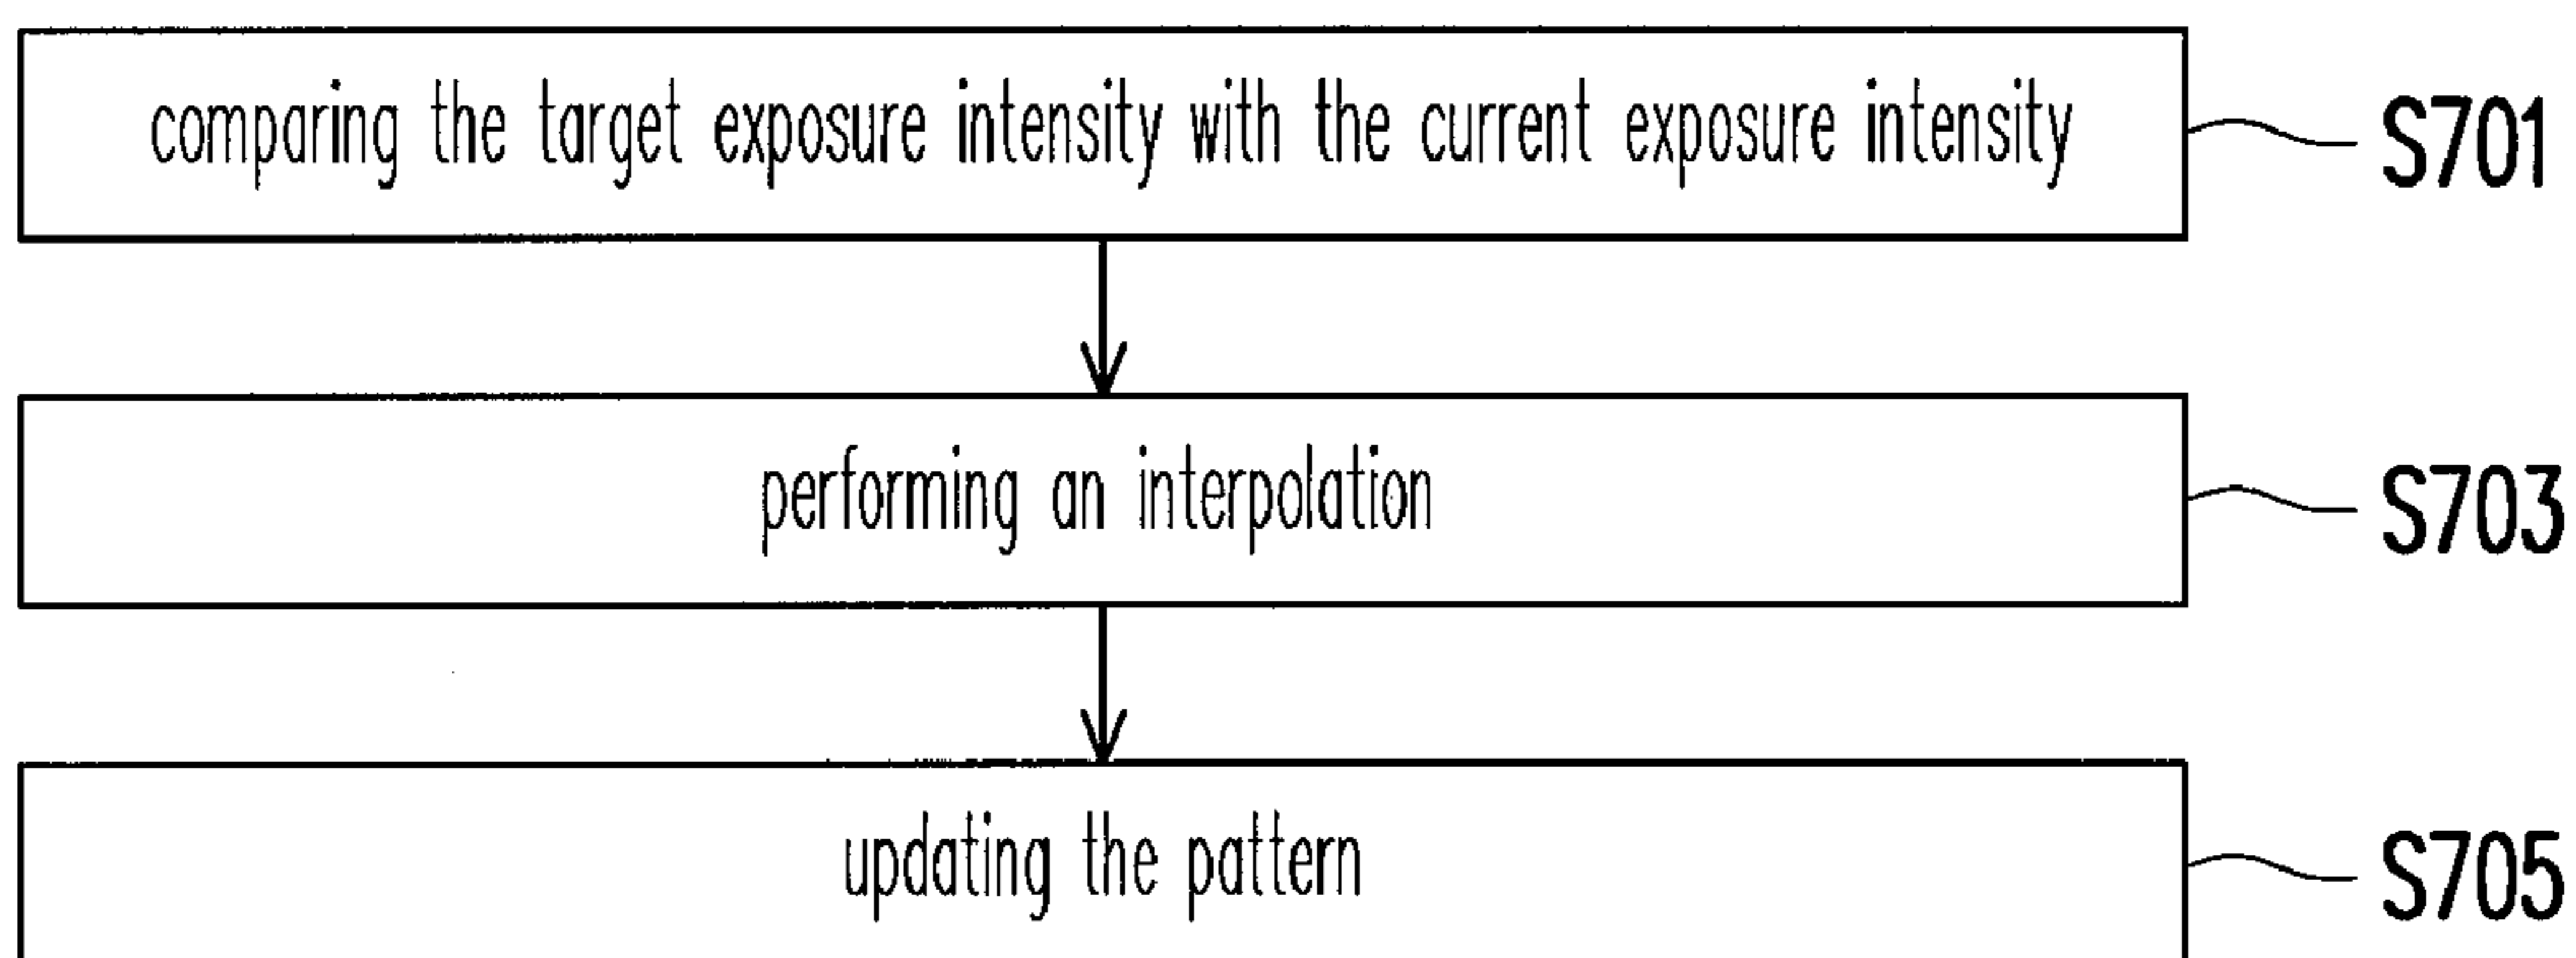 comparing the target exposure intensity with the current exposure intensity S701
performing an interpolation S703
updating the pattern S705